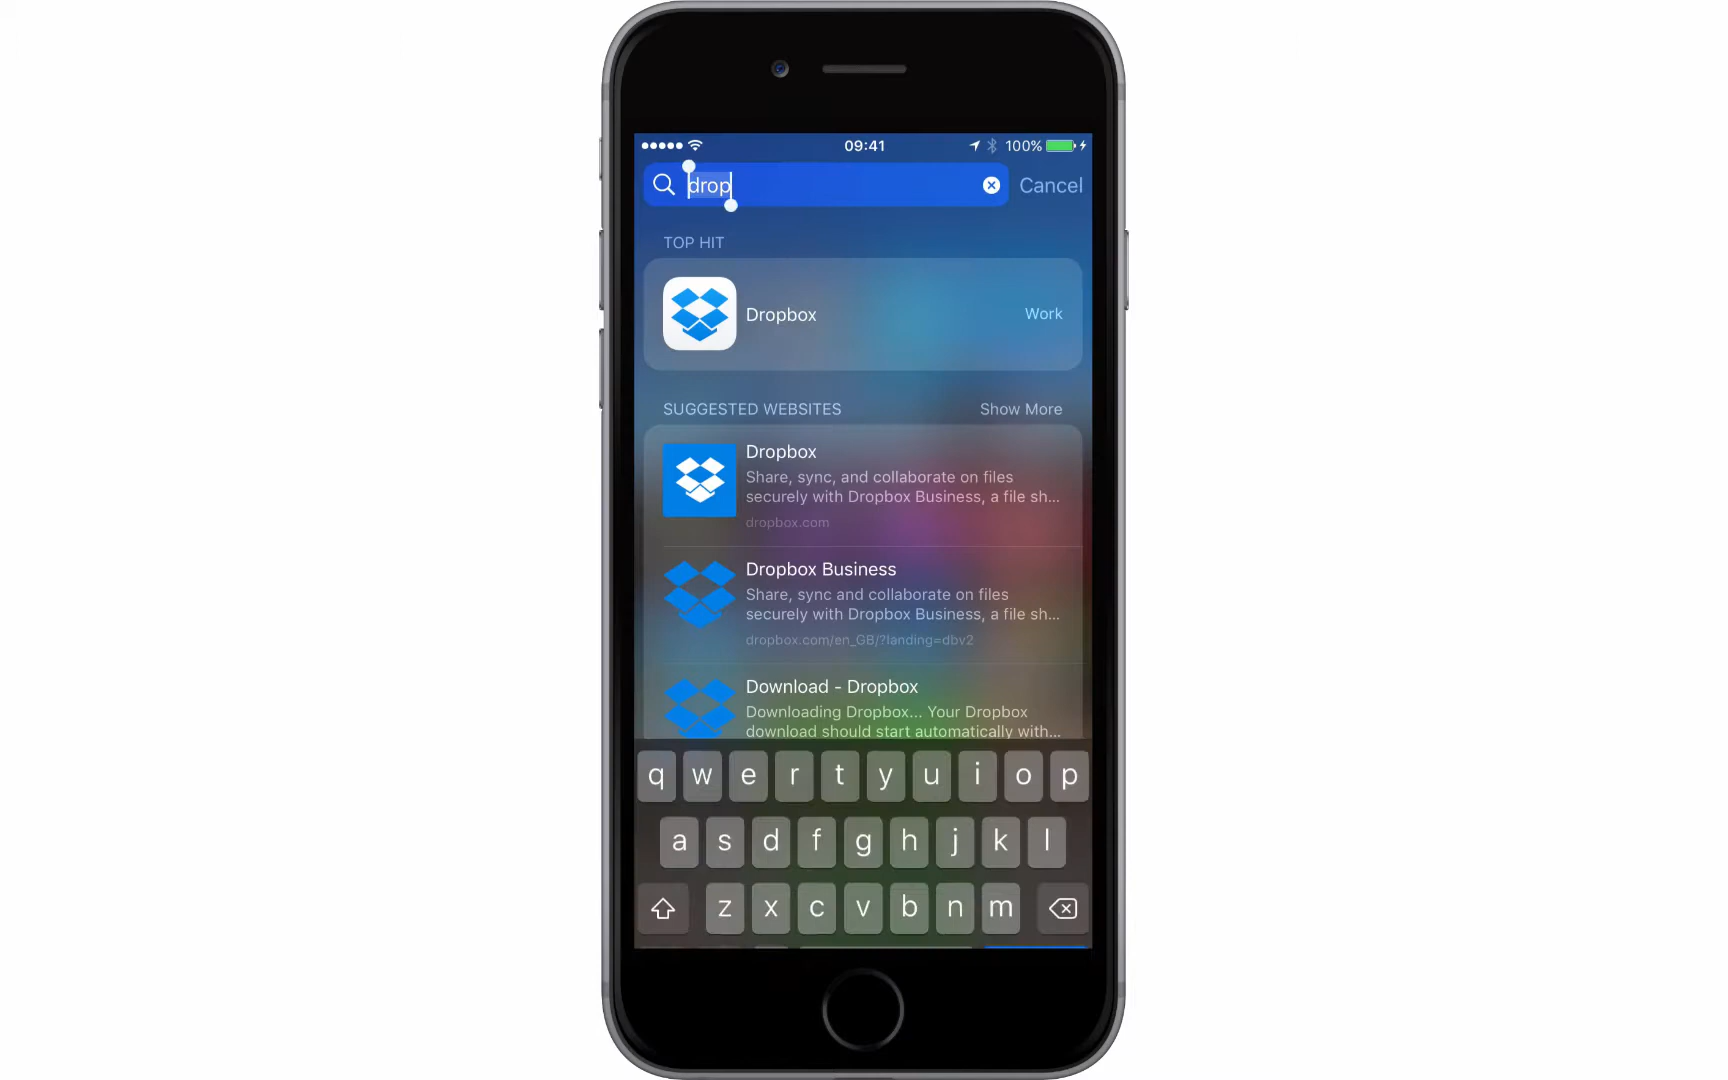 09:41
100%
drop
Cancel
TOP HIT
Dropbox
Work
SUGGESTED WEBSITES
Show More
Dropbox
Share, sync, and collaborate on files
securely with Dropbox Business, a file sh...
dropbox.com
Dropbox Business
Share, sync and collaborate on files
securely with Dropbox Business, a file sh...
dropbox.com/en_GB/?landing=dbv2
Download - Dropbox
Downloading Dropbox... Your Dropbox
download should start automatically with...
q w e r t y u i o p
a s d f g h j k l
z x c v b n m